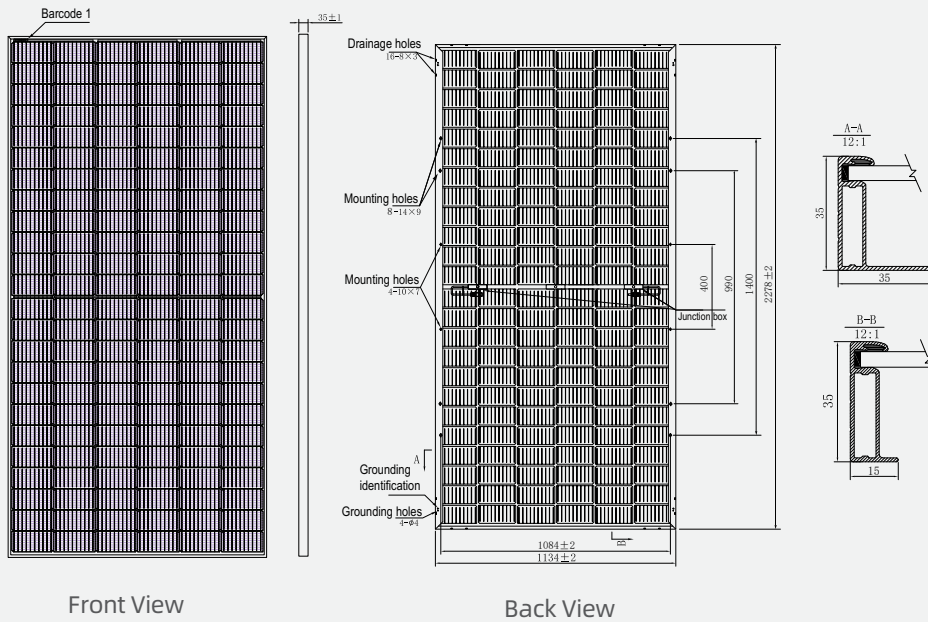 Barcode 1
35±1
Drainage holes
16-8×3
Mounting holes
8-14×9
Mounting holes
4-10×7
Junction box
Grounding
identification
Grounding holes
4-ø4
A
B
400
990
1400
2278±2
1084±2
1134±2
A-A
12:1
35
35
B-B
12:1
35
15
Front View
Back View